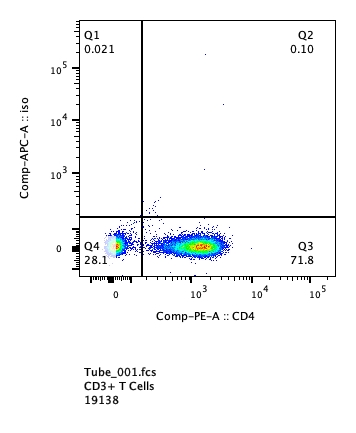 Q1
0.021
Q2
0.10
10^5
10^4
10^3
0
Comp-APC-A :: iso
Q4
28.1
Q3
71.8
0
10^3
10^4
10^5
Comp-PE-A :: CD4
Tube_001.fcs
CD3+ T Cells
19138